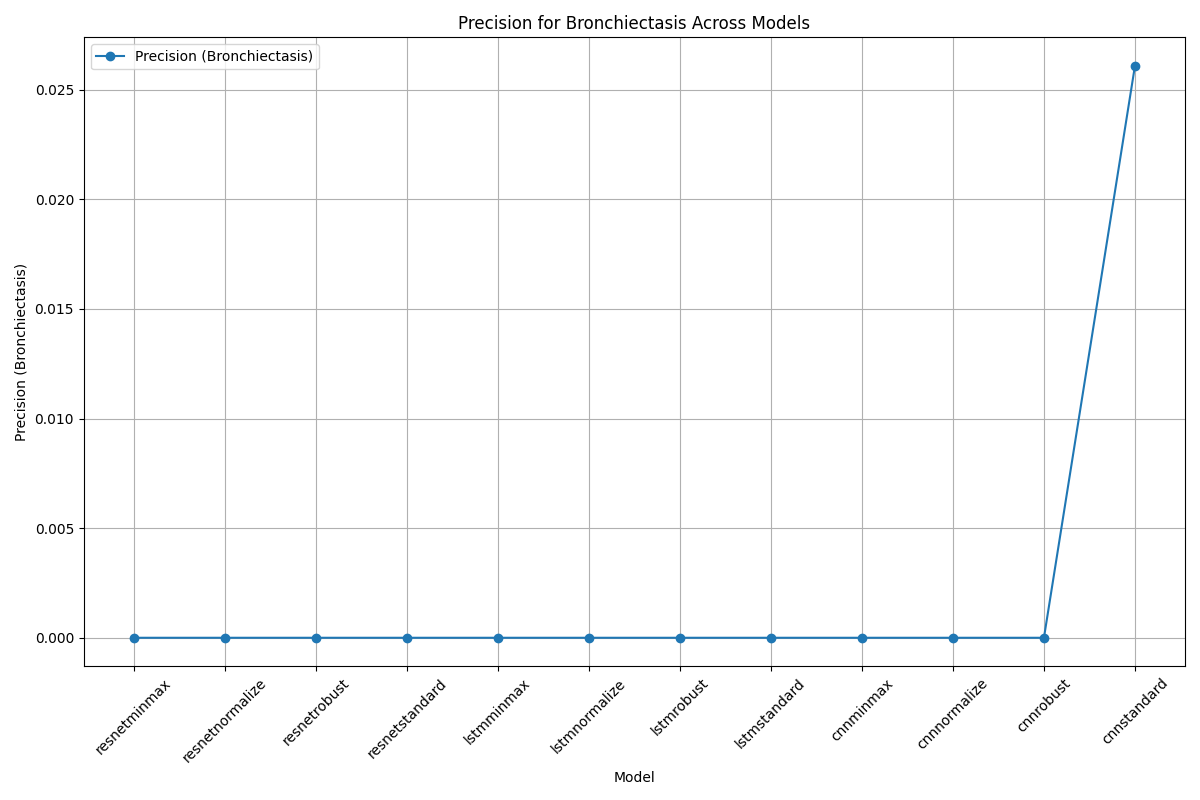 Precision for Bronchiectasis Across Models
Precision (Bronchiectasis)
Precision (Bronchiectasis)
0.025
0.020
0.015
0.010
0.005
0.000
resnetminmax
resnetnormalize
resnetrobust
resnetstandard
lstmminmax
lstmnormalize
lstmrobust
lstmstandard
cnnminmax
cnnnormalize
cnnrobust
cnnstandard
Model